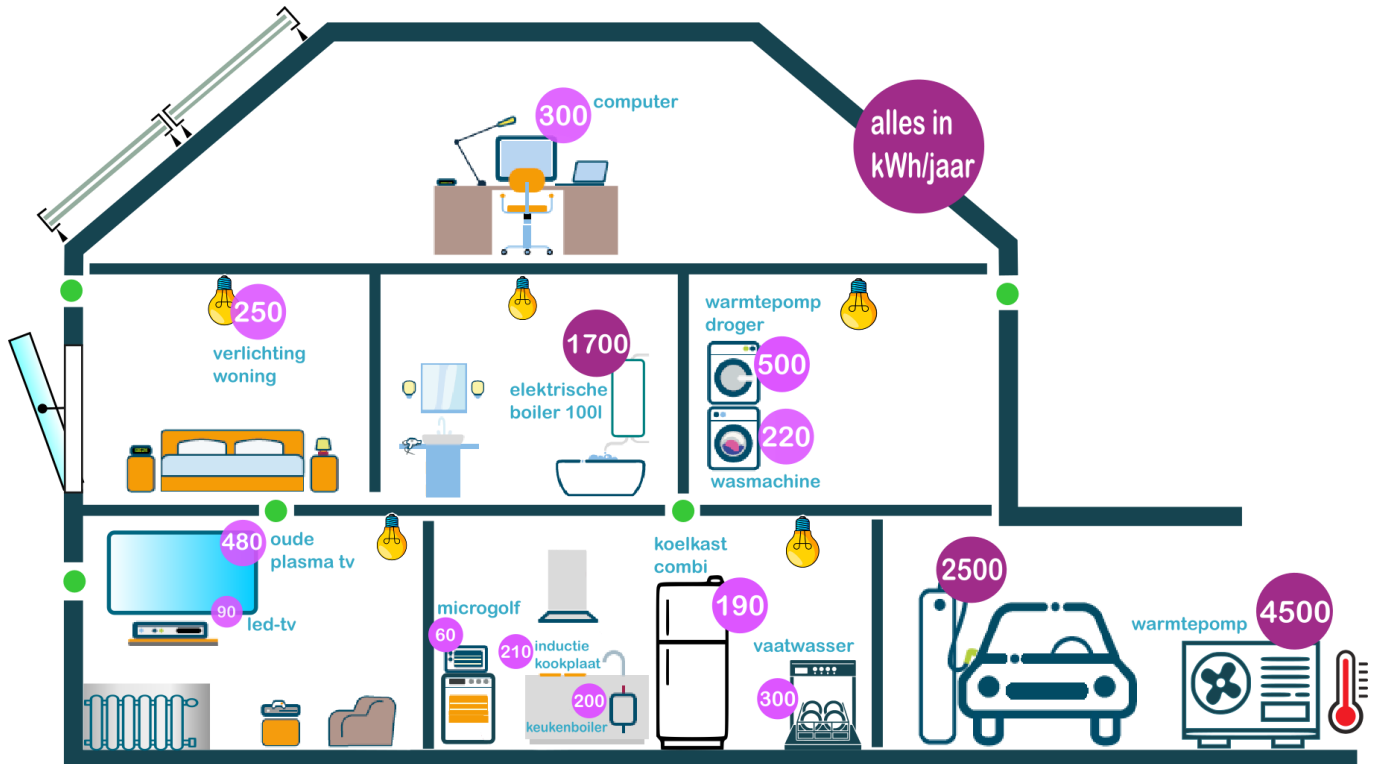 300
computer
alles in
kWh/jaar
250
verlichting
woning
1700
elektrische
boiler 100l
warmtepomp
droger
500
220
wasmachine
480
oude
plasma tv
90
led-tv
microgolf
60
210
inductie
kookplaat
200
keukenboiler
koelkast
combi
190
vaatwasser
300
2500
warmtepomp
4500